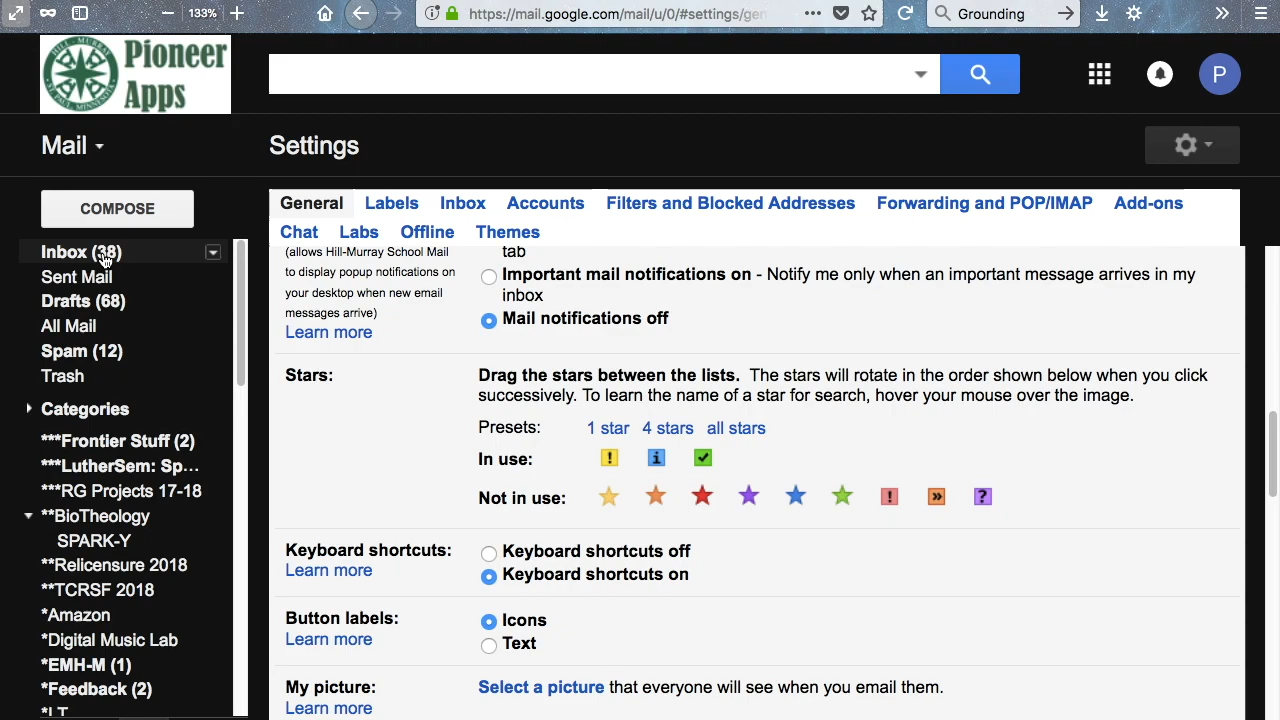 133%
https://mail.google.com/mail/u/0/#settings/gen
Grounding
HILL-MURRAY
ST. PAUL, MINNESOTA
Pioneer
Apps
P
Mail
Settings
COMPOSE
Inbox (38)
Sent Mail
Drafts (68)
All Mail
Spam (12)
Trash
Categories
***Frontier Stuff (2)
***LutherSem: Sp...
***RG Projects 17-18
**BioTheology
SPARK-Y
**Relicensure 2018
**TCRSF 2018
*Amazon
*Digital Music Lab
*EMH-M (1)
*Feedback (2)
*LT
General Labels Inbox Accounts Filters and Blocked Addresses Forwarding and POP/IMAP Add-ons
Chat Labs Offline Themes
(allows Hill-Murray School Mail
to display popup notifications on
your desktop when new email
messages arrive)
Learn more
tab
Important mail notifications on - Notify me only when an important message arrives in my
inbox
Mail notifications off
Stars:
Drag the stars between the lists. The stars will rotate in the order shown below when you click
successively. To learn the name of a star for search, hover your mouse over the image.
Presets: 1 star 4 stars all stars
In use: ! i
Not in use: ! » ?
Keyboard shortcuts:
Learn more
Keyboard shortcuts off
Keyboard shortcuts on
Button labels:
Learn more
Icons
Text
My picture:
Learn more
Select a picture that everyone will see when you email them.